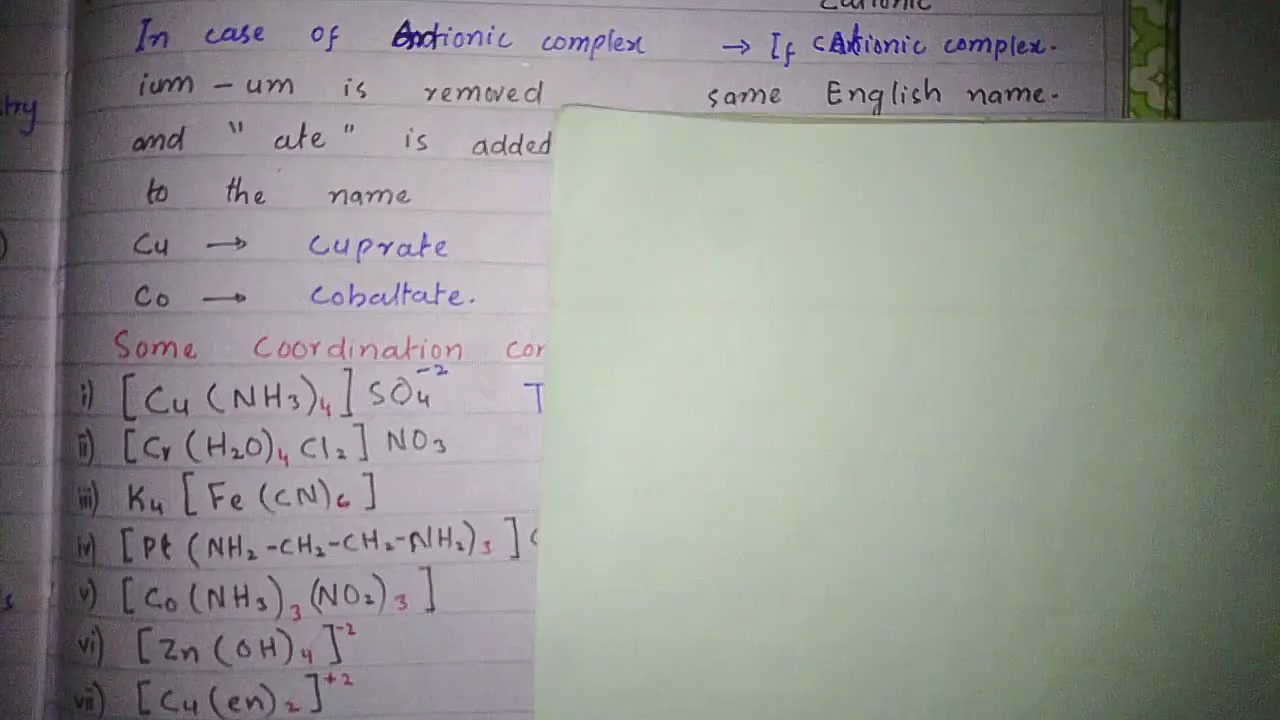 In case of Anionic complex → If cAtionic complex.
ium - um is removed same English name.
and "ate" is added
to the name
Cu → cuprate
Co → cobaltate.
Some coordination
i) [Cu (NH3)4] SO4-2 T
ii) [Cr (H2O)4 Cl2] NO3
iii) K4 [Fe (CN)6]
iv) [Pt (NH2-CH2-CH2-NH2)3]
v) [Co (NH3)3 (NO2)3]
vi) [Zn (OH)4]-2
vii) [Cu (en)2]+2